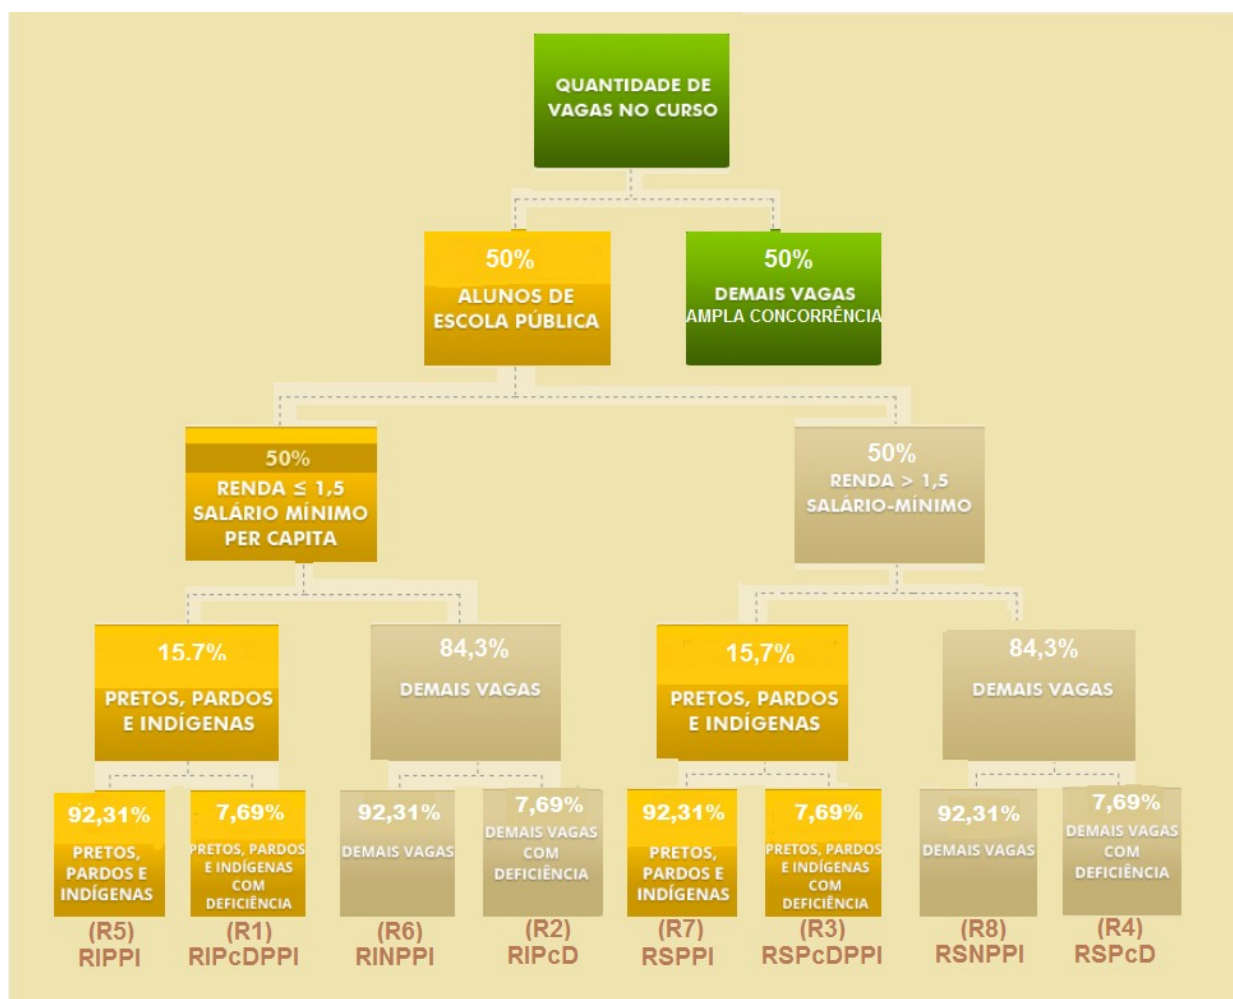 QUANTIDADE DE
VAGAS NO CURSO
50%
ALUNOS DE
ESCOLA PÚBLICA
50%
DEMAIS VAGAS
AMPLA CONCORRÊNCIA
50%
RENDA ≤ 1,5
SALÁRIO MÍNIMO
PER CAPITA
50%
RENDA > 1,5
SALÁRIO-MÍNIMO
15.7%
PRETOS, PARDOS
E INDÍGENAS
84,3%
DEMAIS VAGAS
15,7%
PRETOS, PARDOS
E INDÍGENAS
84,3%
DEMAIS VAGAS
92,31%
PRETOS,
PARDOS E
INDÍGENAS
7,69%
PRETOS, PARDOS
E INDÍGENAS
COM
DEFICIÊNCIA
92,31%
DEMAIS VAGAS
7,69%
DEMAIS VAGAS
COM
DEFICIÊNCIA
92,31%
PRETOS,
PARDOS E
INDÍGENAS
7,69%
PRETOS, PARDOS
E INDÍGENAS
COM
DEFICIÊNCIA
92,31%
DEMAIS VAGAS
7,69%
DEMAIS VAGAS
COM
DEFICIÊNCIA
(R5)
RIPPI
(R1)
RIPcDPPI
(R6)
RINPPI
(R2)
RIPcD
(R7)
RSPPI
(R3)
RSPcDPPI
(R8)
RSNPPI
(R4)
RSPcD